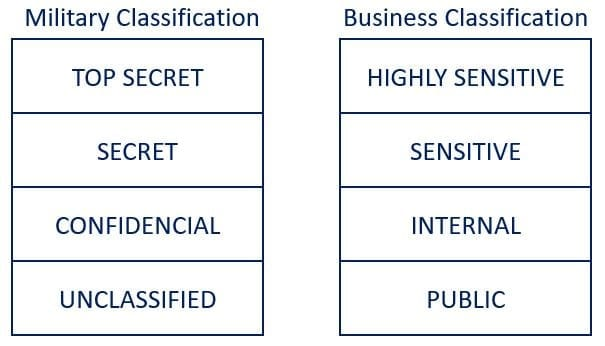 Military Classification
TOP SECRET
SECRET
CONFIDENCIAL
UNCLASSIFIED
Business Classification
HIGHLY SENSITIVE
SENSITIVE
INTERNAL
PUBLIC